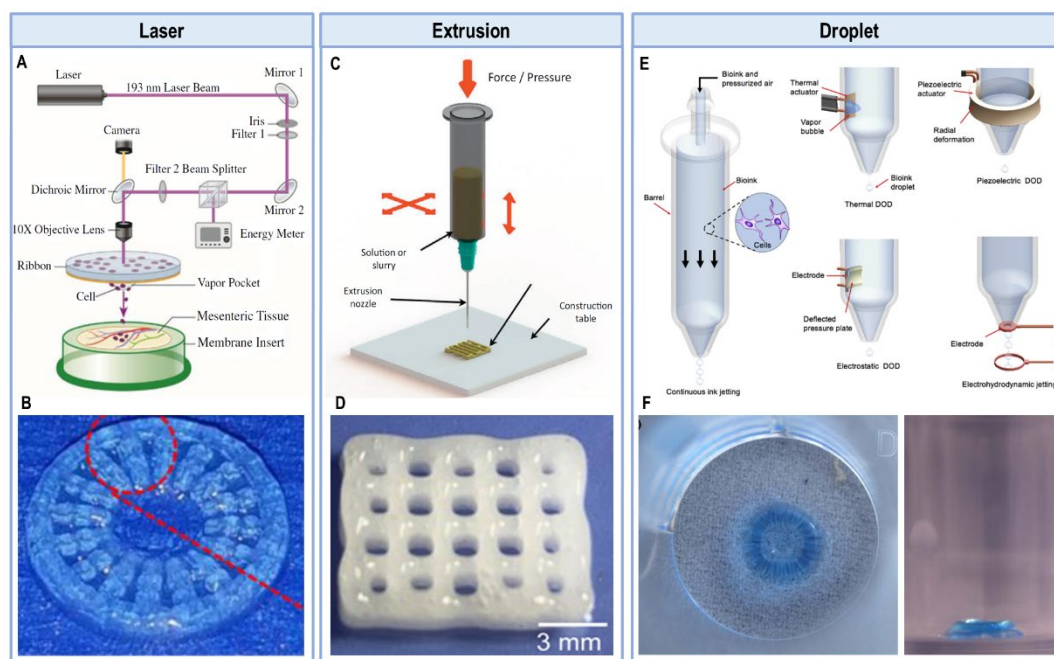 Laser
Extrusion
Droplet
A
Laser
193 nm Laser Beam
Mirror 1
Iris
Filter 1
Camera
Filter 2 Beam Splitter
Dichroic Mirror
Mirror 2
10X Objective Lens
Energy Meter
Ribbon
Cell
Vapor Pocket
Mesenteric Tissue
Membrane Insert
B
C
Force / Pressure
Solution or
slurry
Extrusion
nozzle
Construction
table
D
3 mm
E
Bioink and
pressurized air
Bioink
Barrel
Cells
Continuous ink jetting
Thermal
actuator
Vapor
bubble
Bioink
droplet
Thermal DOD
Piezoelectric
actuator
Radial
deformation
Piezoelectric DOD
Electrode
Deflected
pressure plate
Electrostatic DOD
Electrode
Electrohydrodynamic jetting
F
D